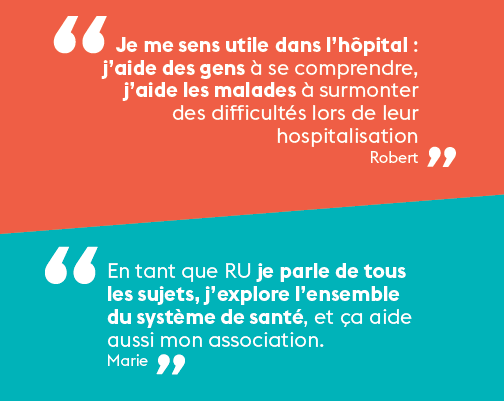 “ Je me sens utile dans l’hôpital :
j’aide des gens à se comprendre,
j’aide les malades à surmonter
des difficultés lors de leur
hospitalisation
Robert ”
“ En tant que RU je parle de tous
les sujets, j’explore l’ensemble
du système de santé, et ça aide
aussi mon association.
Marie ”